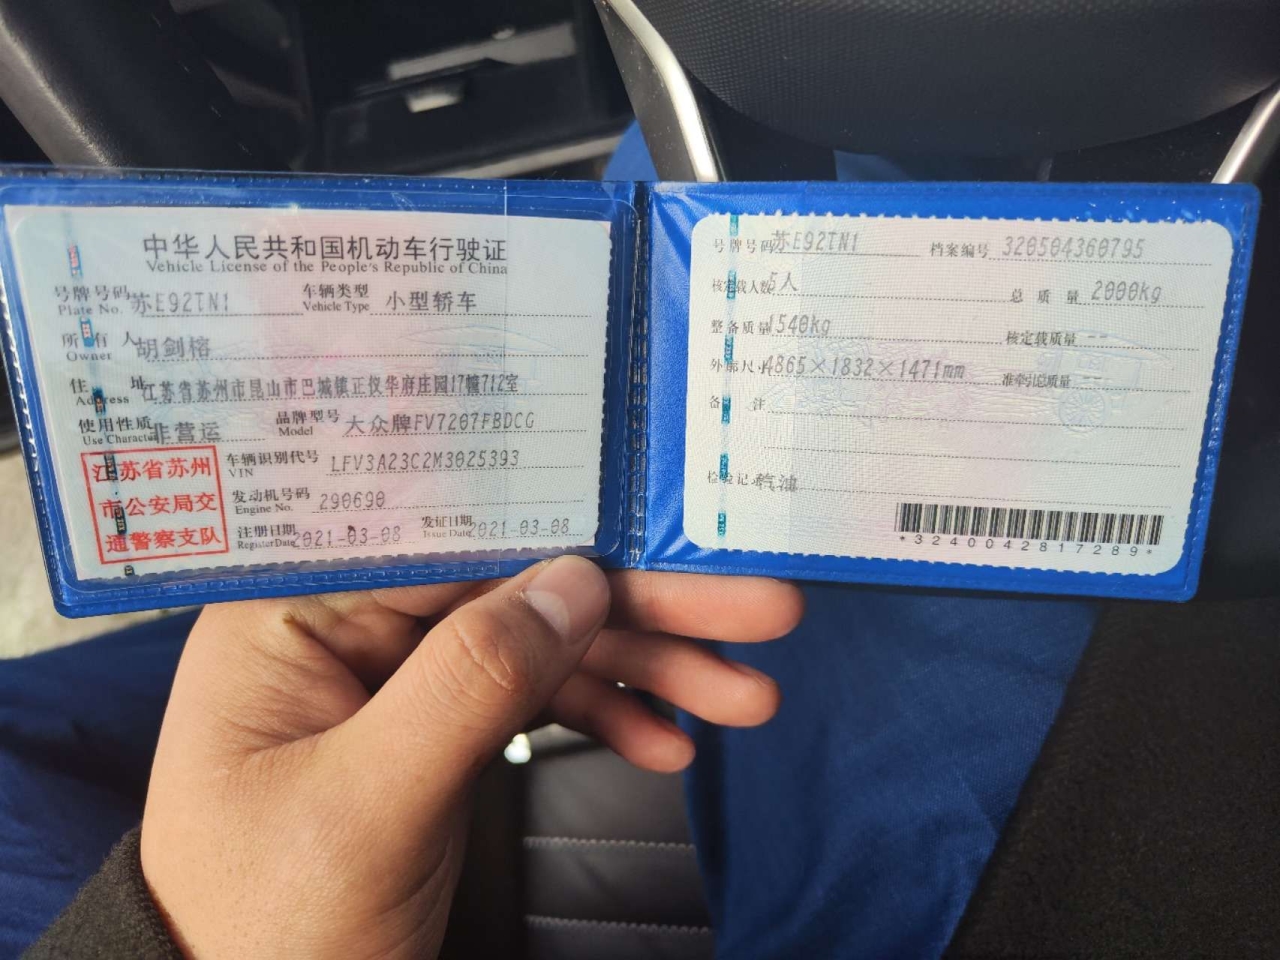 中华人民共和国机动车行驶证
Vehicle License of the People's Republic of China
号牌号码 苏E92TN1 车辆类型 小型轿车
Plate No. Vehicle Type
所有人 胡剑榕
Owner
住址 江苏省苏州市昆山市巴城镇正仪华府庄园17幢712室
Address
使用性质 非营运 品牌型号 大众牌FV7207FBDCG
Use Character Model
江苏省苏州
市公安局交
通警察支队
车辆识别代号 LFV3A23C2M3025393
VIN
发动机号码 290690
Engine No.
注册日期 2021-03-08 发证日期 2021-03-08
Register Date Issue Date
号牌号码 苏E92TN1 档案编号 320504360795
核定载人数 5人 总质量 2000kg
整备质量 1540kg 核定载质量 --
外廓尺寸 4865×1832×1471mm 准牵引总质量 --
备注
检验记录 汽油
*3240042817289*